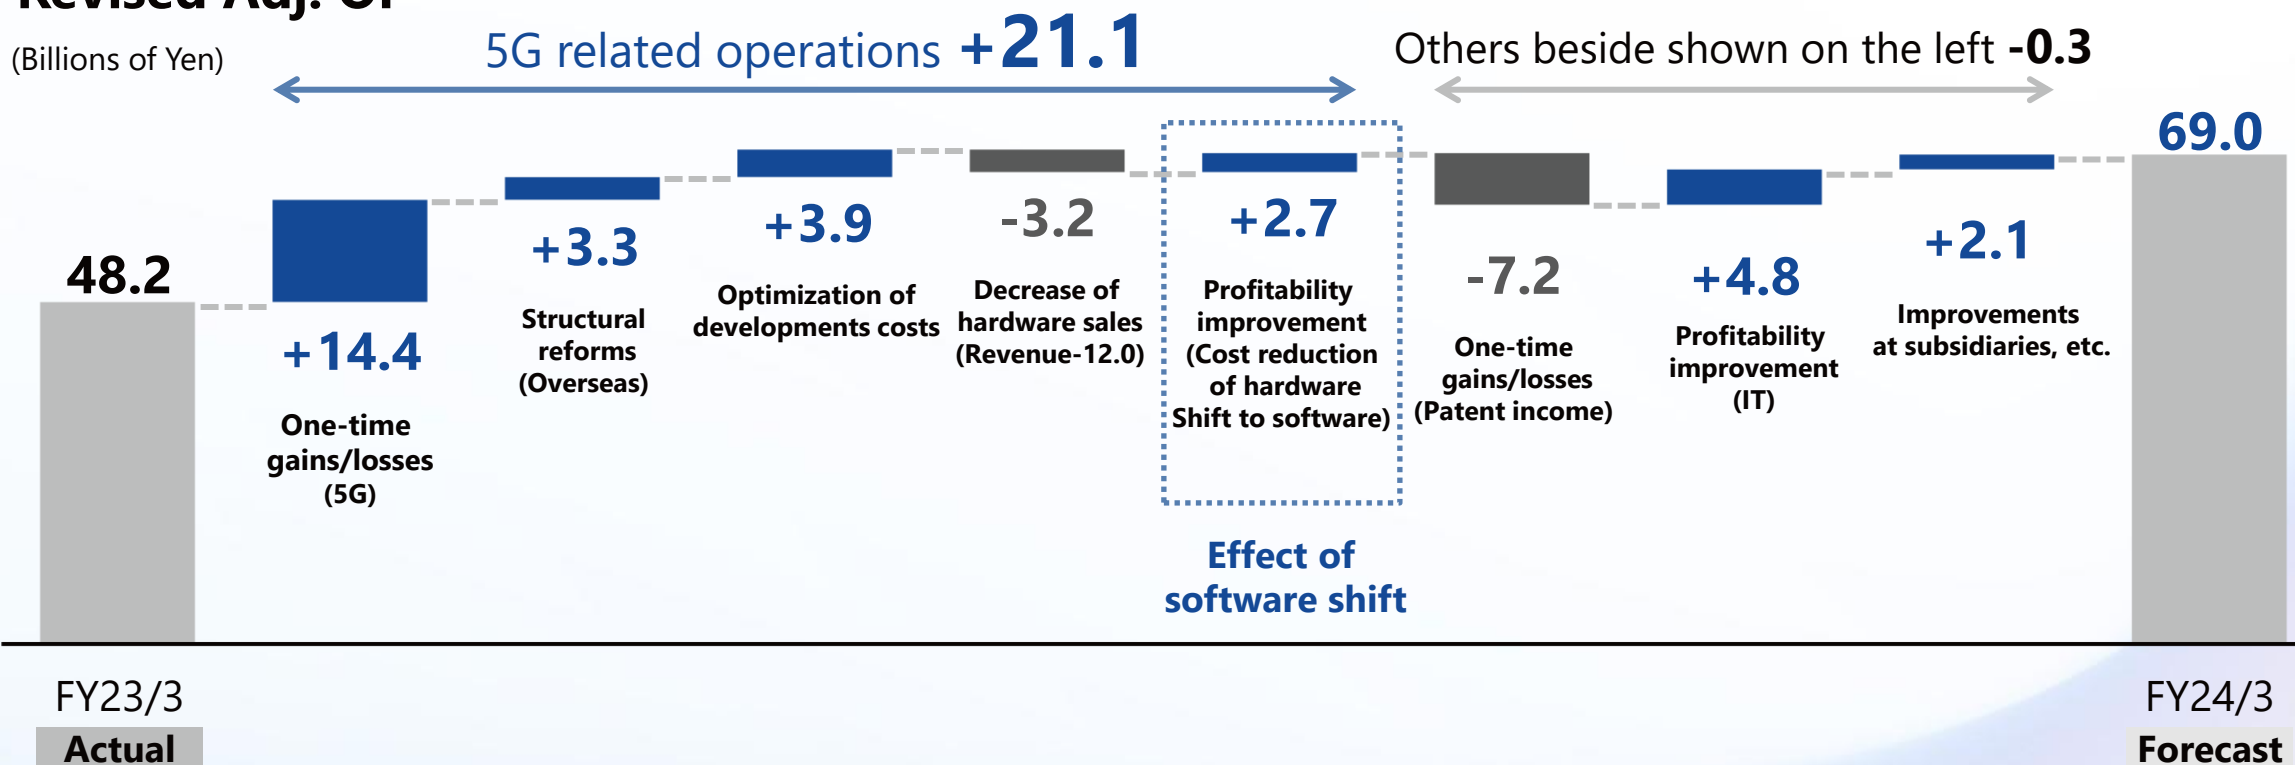 Revised Adj. OP
(Billions of Yen)
5G related operations +21.1
Others beside shown on the left -0.3
48.2
+14.4
One-time
gains/losses
(5G)
+3.3
Structural
reforms
(Overseas)
+3.9
Optimization of
developments costs
-3.2
Decrease of
hardware sales
(Revenue-12.0)
+2.7
Profitability
improvement
(Cost reduction
of hardware
Shift to software)
Effect of
software shift
-7.2
One-time
gains/losses
(Patent income)
+4.8
Profitability
improvement
(IT)
+2.1
Improvements
at subsidiaries, etc.
69.0
FY23/3
Actual
FY24/3
Forecast